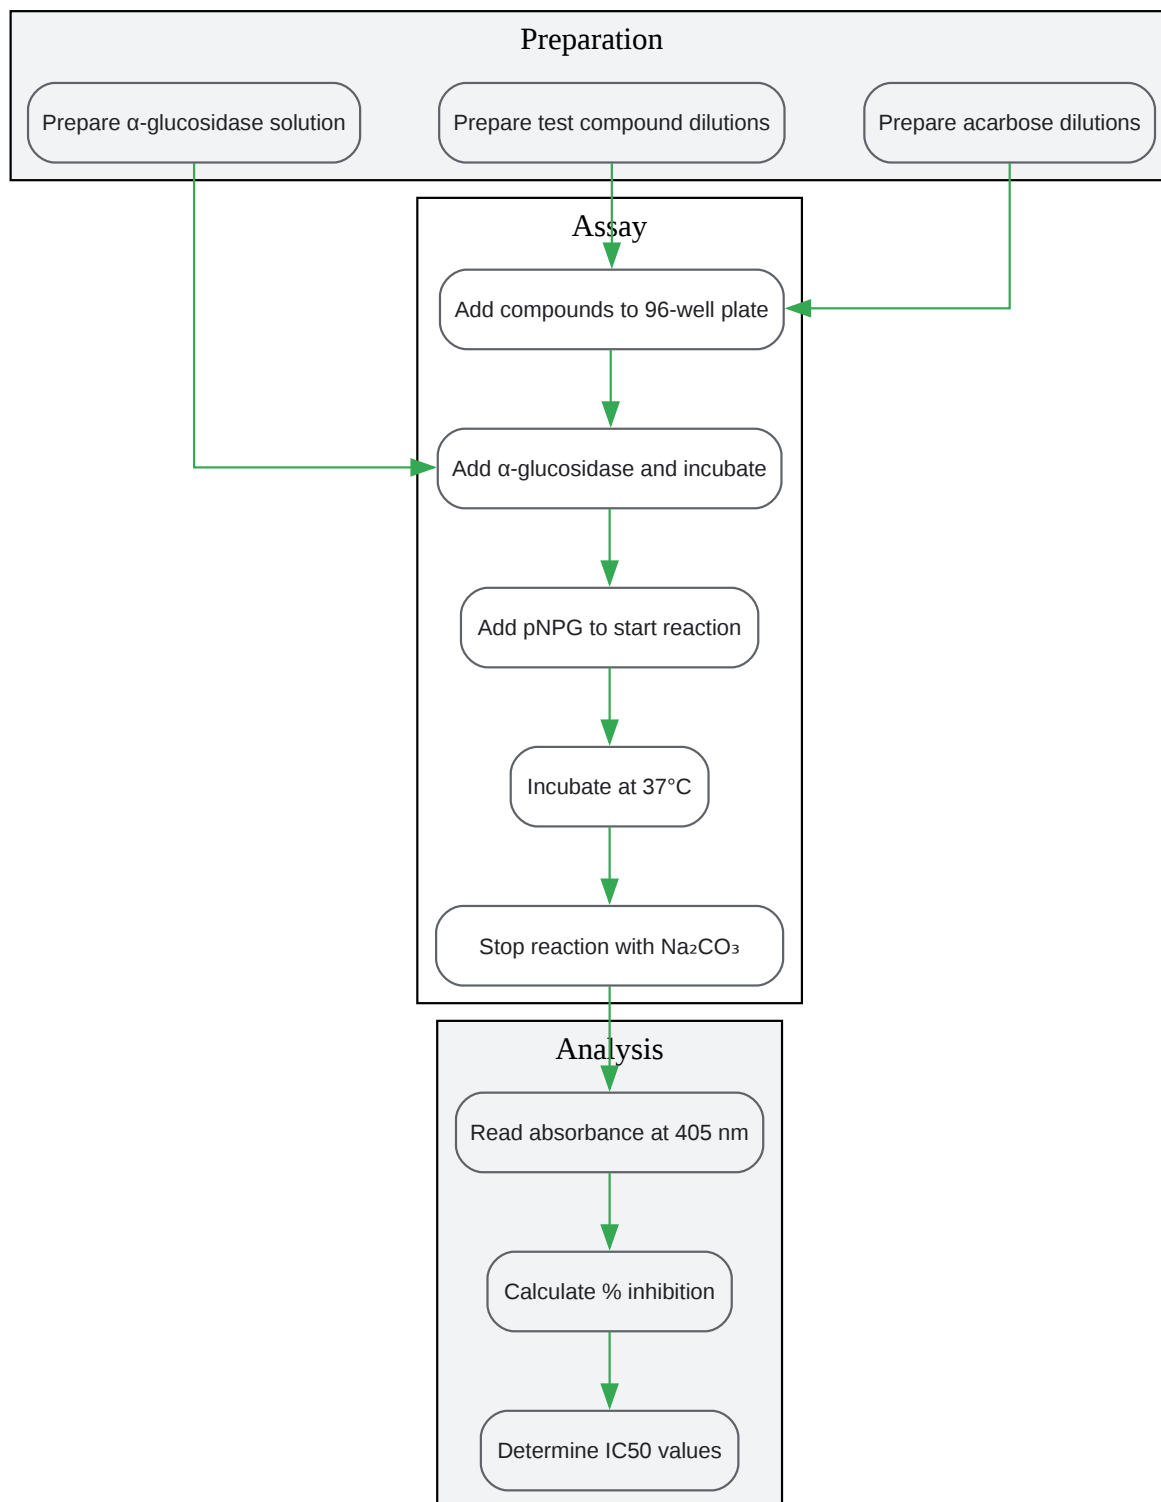 Preparation
Prepare α-glucosidase solution
Prepare test compound dilutions
Prepare acarbose dilutions
Assay
Add compounds to 96-well plate
Add α-glucosidase and incubate
Add pNPG to start reaction
Incubate at 37°C
Stop reaction with Na₂CO₃
Analysis
Read absorbance at 405 nm
Calculate % inhibition
Determine IC50 values